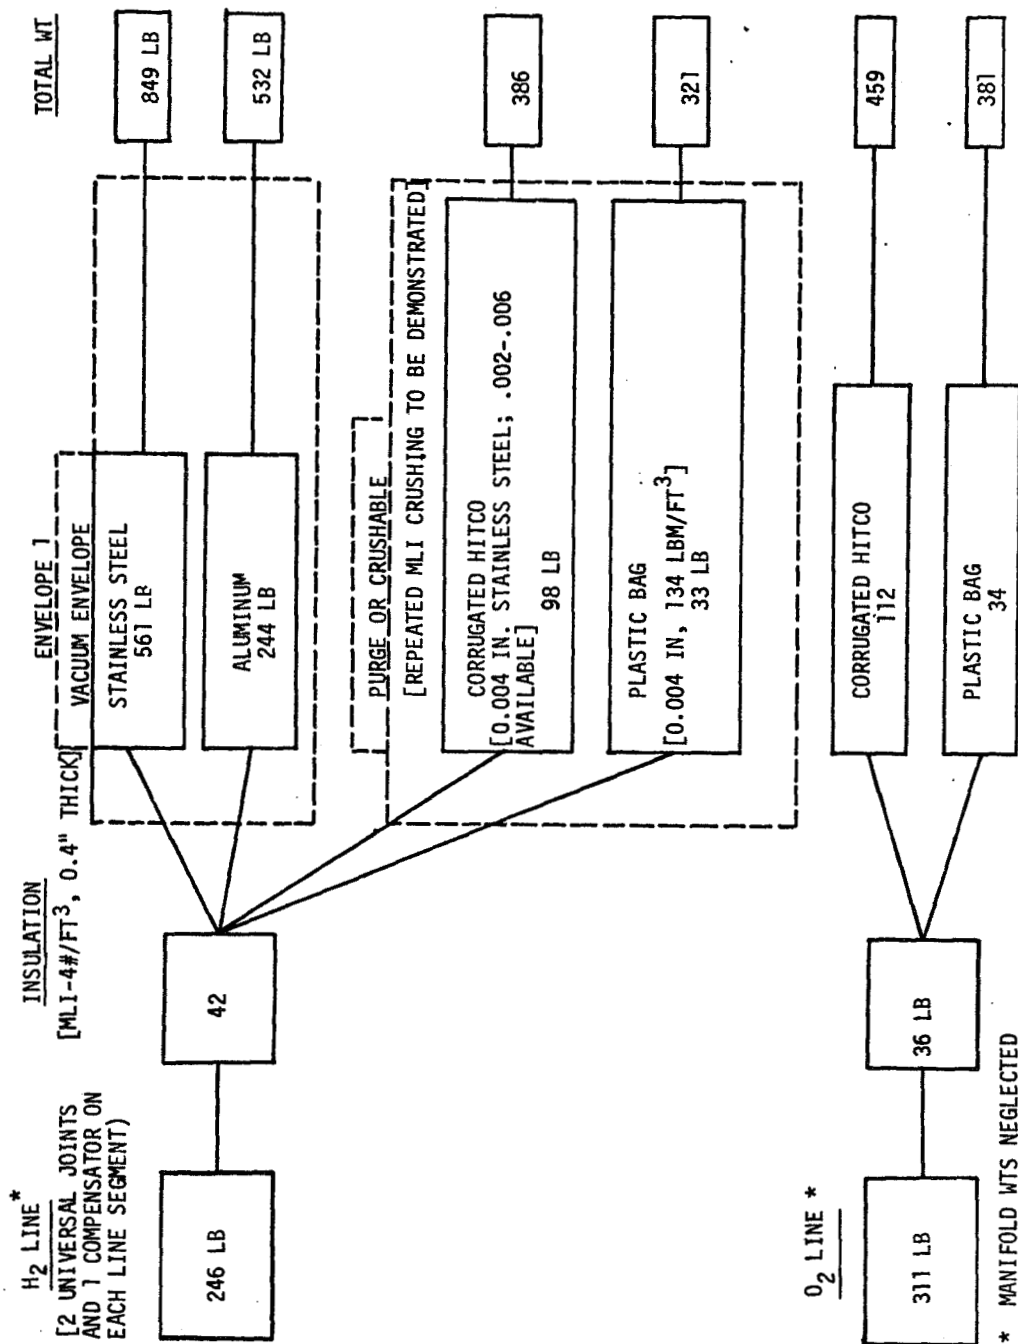 H2 LINE*
[2 UNIVERSAL JOINTS
AND 1 COMPENSATOR ON
EACH LINE SEGMENT)
INSULATION
[MLI-4#/FT3, 0.4" THICK]
ENVELOPE ]
TOTAL WT
VACUUM ENVELOPE
STAINLESS STEEL
561 LB
849 LB
ALUMINUM
244 LB
532 LB
246 LB
42
PURGE OR CRUSHABLE
[REPEATED MLI CRUSHING TO BE DEMONSTRATED]
CORRUGATED HITCO
[0.004 IN. STAINLESS STEEL; .002-.006
AVAILABLE]
98 LB
386
PLASTIC BAG
[0.004 IN, 134 LBM/FT3]
33 LB
321
O2 LINE *
311 LB
36 LB
CORRUGATED HITCO
112
459
PLASTIC BAG
34
381
* MANIFOLD WTS NEGLECTED